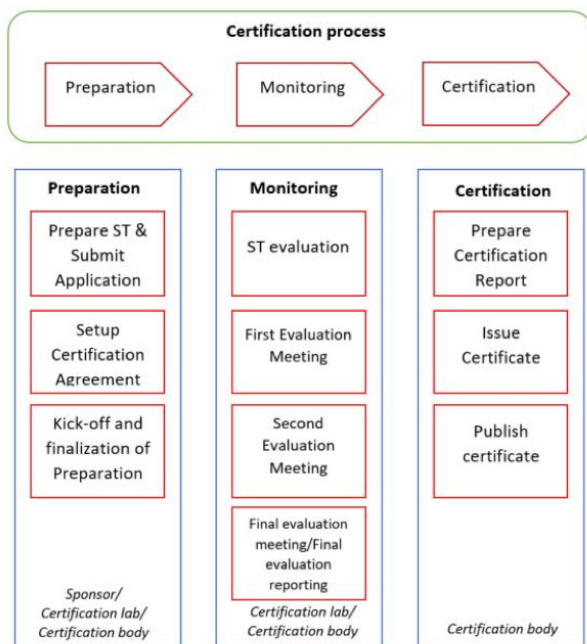 Certification process
Preparation
Monitoring
Certification
Preparation
Prepare ST &
Submit
Application
Setup
Certification
Agreement
Kick-off and
finalization of
Preparation
Sponsor/
Certification lab/
Certification body
Monitoring
ST evaluation
First Evaluation
Meeting
Second
Evaluation
Meeting
Final evaluation
meeting/Final
evaluation
reporting
Certification lab/
Certification body
Certification
Prepare
Certification
Report
Issue
Certificate
Publish
certificate
Certification body